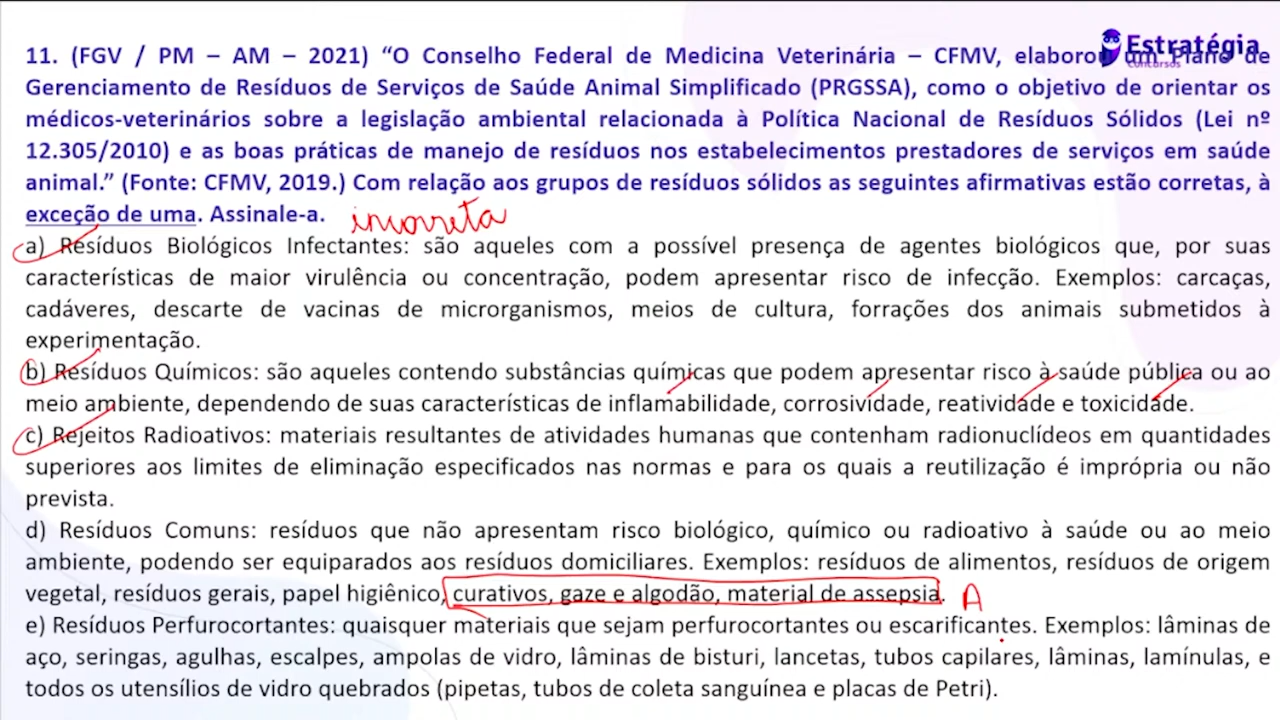 Estratégia
Concursos
11. (FGV / PM – AM – 2021) “O Conselho Federal de Medicina Veterinária – CFMV, elaborou um Plano de
Gerenciamento de Resíduos de Serviços de Saúde Animal Simplificado (PRGSSA), como o objetivo de orientar os
médicos-veterinários sobre a legislação ambiental relacionada à Política Nacional de Resíduos Sólidos (Lei nº
12.305/2010) e as boas práticas de manejo de resíduos nos estabelecimentos prestadores de serviços em saúde
animal.” (Fonte: CFMV, 2019.) Com relação aos grupos de resíduos sólidos as seguintes afirmativas estão corretas, à
exceção de uma. Assinale-a.
incorreta
a) Resíduos Biológicos Infectantes: são aqueles com a possível presença de agentes biológicos que, por suas
características de maior virulência ou concentração, podem apresentar risco de infecção. Exemplos: carcaças,
cadáveres, descarte de vacinas de microrganismos, meios de cultura, forrações dos animais submetidos à
experimentação.
b) Resíduos Químicos: são aqueles contendo substâncias químicas que podem apresentar risco à saúde pública ou ao
meio ambiente, dependendo de suas características de inflamabilidade, corrosividade, reatividade e toxicidade.
c) Rejeitos Radioativos: materiais resultantes de atividades humanas que contenham radionuclídeos em quantidades
superiores aos limites de eliminação especificados nas normas e para os quais a reutilização é imprópria ou não
prevista.
d) Resíduos Comuns: resíduos que não apresentam risco biológico, químico ou radioativo à saúde ou ao meio
ambiente, podendo ser equiparados aos resíduos domiciliares. Exemplos: resíduos de alimentos, resíduos de origem
vegetal, resíduos gerais, papel higiênico, curativos, gaze e algodão, material de assepsia. A
e) Resíduos Perfurocortantes: quaisquer materiais que sejam perfurocortantes ou escarificantes. Exemplos: lâminas de
aço, seringas, agulhas, escalpes, ampolas de vidro, lâminas de bisturi, lancetas, tubos capilares, lâminas, lamínulas, e
todos os utensílios de vidro quebrados (pipetas, tubos de coleta sanguínea e placas de Petri).